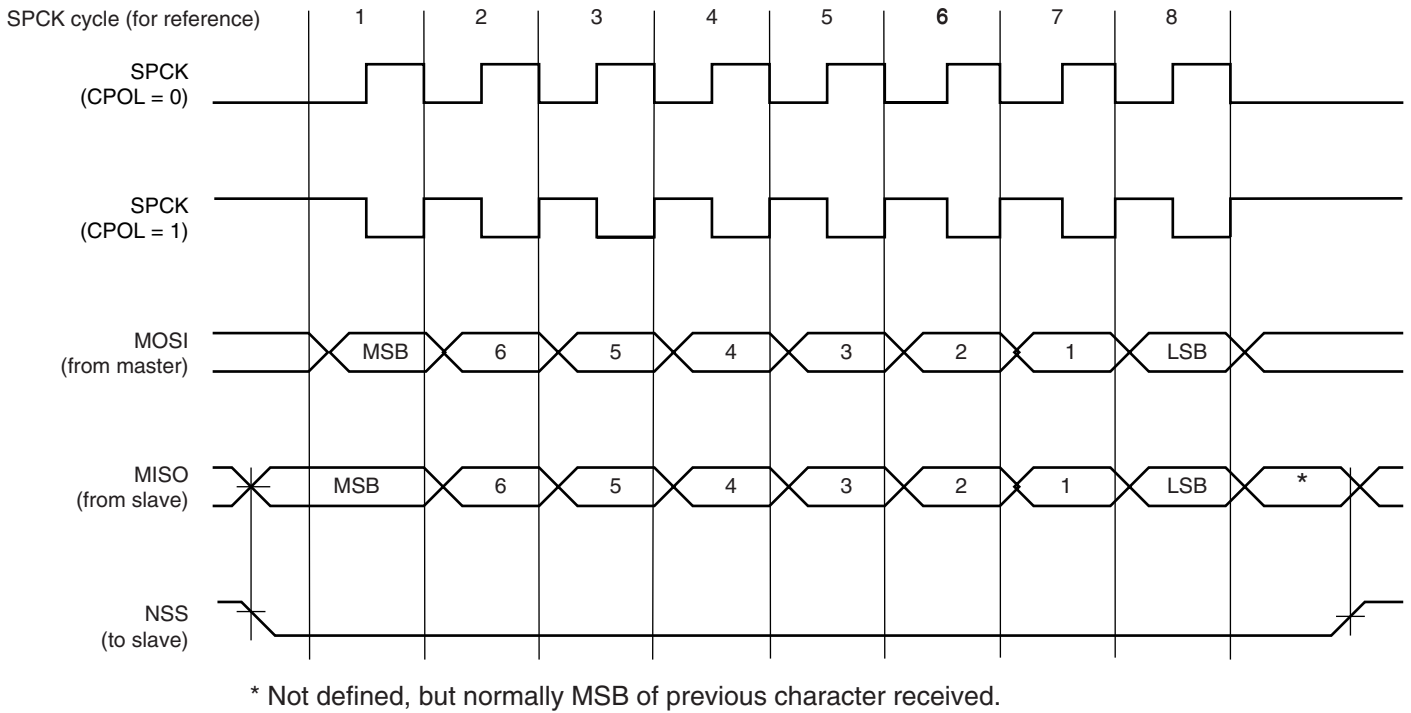 SPCK cycle (for reference) 1 2 3 4 5 6 7 8
SPCK
(CPOL = 0)
SPCK
(CPOL = 1)
MOSI
(from master)
MSB 6 5 4 3 2 1 LSB
MISO
(from slave)
MSB 6 5 4 3 2 1 LSB *
NSS
(to slave)
* Not defined, but normally MSB of previous character received.